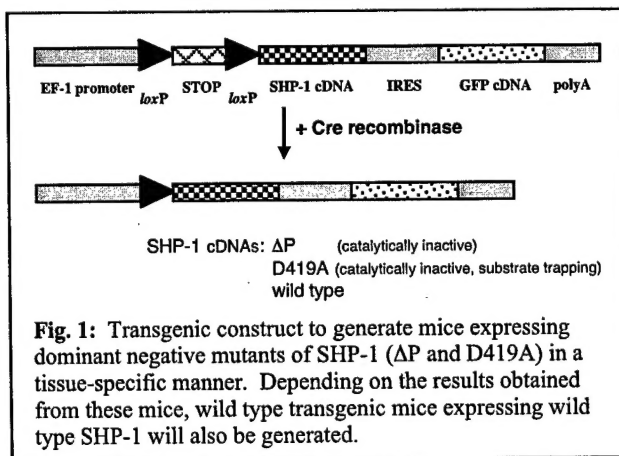 EF-1 promoter loxP STOP loxP SHP-1 cDNA IRES GFP cDNA polyA
+ Cre recombinase
SHP-1 cDNAs: ΔP (catalytically inactive)
D419A (catalytically inactive, substrate trapping)
wild type
Fig. 1: Transgenic construct to generate mice expressing
dominant negative mutants of SHP-1 (ΔP and D419A) in a
tissue-specific manner. Depending on the results obtained
from these mice, wild type transgenic mice expressing wild
type SHP-1 will also be generated.